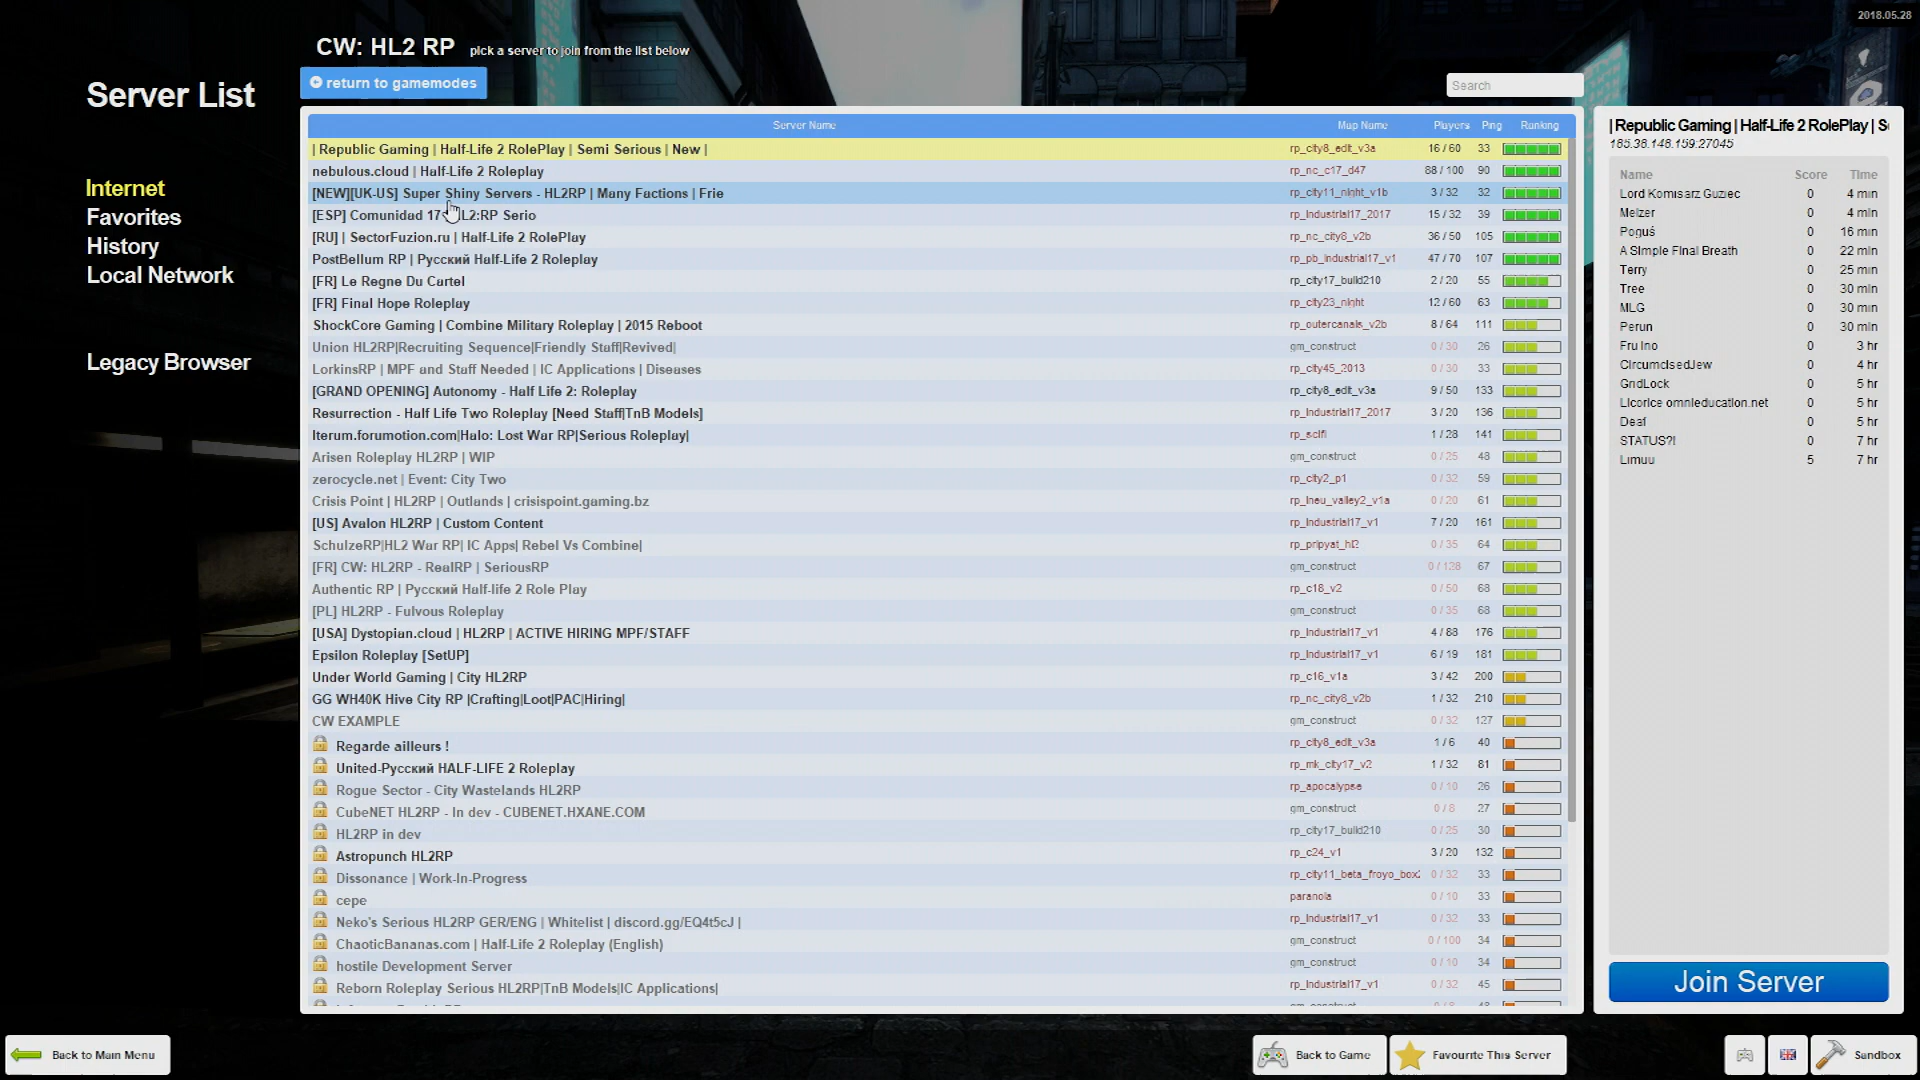 2018.05.28
CW: HL2 RP pick a server to join from the list below
return to gamemodes
Search
Server List
Internet
Favorites
History
Local Network
Legacy Browser
Server Name Map Name Players Ping Ranking
| Republic Gaming | Half-Life 2 RolePlay | Semi Serious | New | rp_city8_edit_v3a 16 / 60 33
nebulous.cloud | Half-Life 2 Roleplay rp_nc_c17_d47 88 / 100 90
[NEW][UK-US] Super Shiny Servers - HL2RP | Many Factions | Frie rp_city11_night_v1b 3 / 32 32
[ESP] Comunidad 17 HL2:RP Serio rp_industrial17_2017 15 / 32 39
[RU] | SectorFuzion.ru | Half-Life 2 RolePlay rp_nc_city8_v2b 36 / 50 105
PostBellum RP | Русский Half-Life 2 Roleplay rp_pb_industrial17_v1 47 / 70 107
[FR] Le Regne Du Cartel rp_city17_build210 2 / 20 55
[FR] Final Hope Roleplay rp_city23_night 12 / 60 63
ShockCore Gaming | Combine Military Roleplay | 2015 Reboot rp_outercanals_v2b 8 / 64 111
Union HL2RP|Recruiting Sequence|Friendly Staff|Revived| gm_construct 0 / 30 26
LorkinsRP | MPF and Staff Needed | IC Applications | Diseases rp_city45_2013 0 / 30 33
[GRAND OPENING] Autonomy - Half Life 2: Roleplay rp_city8_edit_v3a 9 / 50 133
Resurrection - Half Life Two Roleplay [Need Staff|TnB Models] rp_industrial17_2017 3 / 20 136
Iterum.forumotion.com|Halo: Lost War RP|Serious Roleplay| rp_scifi 1 / 28 141
Arisen Roleplay HL2RP | WIP gm_construct 0 / 25 48
zerocycle.net | Event: City Two rp_city2_p1 0 / 32 59
Crisis Point | HL2RP | Outlands | crisispoint.gaming.bz rp_ineu_valley2_v1a 0 / 20 61
[US] Avalon HL2RP | Custom Content rp_industrial17_v1 7 / 20 161
SchulzeRP|HL2 War RP| IC Apps| Rebel Vs Combine| rp_pripyat_hl2 0 / 35 64
[FR] CW: HL2RP - RealRP | SeriousRP gm_construct 0 / 128 67
Authentic RP | Русский Half-life 2 Role Play rp_c18_v2 0 / 50 68
[PL] HL2RP - Fulvous Roleplay gm_construct 0 / 35 68
[USA] Dystopian.cloud | HL2RP | ACTIVE HIRING MPF/STAFF rp_industrial17_v1 4 / 88 176
Epsilon Roleplay [SetUP] rp_industrial17_v1 6 / 19 181
Under World Gaming | City HL2RP rp_c16_v1a 3 / 42 200
GG WH40K Hive City RP |Crafting|Loot|PAC|Hiring| rp_nc_city8_v2b 1 / 32 210
CW EXAMPLE gm_construct 0 / 32 127
Regarde ailleurs ! rp_city8_edit_v3a 1 / 6 40
United-Русский HALF-LIFE 2 Roleplay rp_mk_city17_v2 1 / 32 81
Rogue Sector - City Wastelands HL2RP rp_apocalypse 0 / 10 26
CubeNET HL2RP - In dev - CUBENET.HXANE.COM gm_construct 0 / 8 27
HL2RP in dev rp_city17_build210 0 / 25 30
Astropunch HL2RP rp_c24_v1 3 / 20 132
Dissonance | Work-In-Progress rp_city11_beta_froyo_box 0 / 32 33
cepe paranoia 0 / 10 33
Neko's Serious HL2RP GER/ENG | Whitelist | discord.gg/EQ4t5cJ | rp_industrial17_v1 0 / 32 33
ChaoticBananas.com | Half-Life 2 Roleplay (English) gm_construct 0 / 100 34
hostile Development Server gm_construct 0 / 10 34
Reborn Roleplay Serious HL2RP|TnB Models|IC Applications| rp_industrial17_v1 0 / 32 45
| Republic Gaming | Half-Life 2 RolePlay | S
185.38.148.159:27045
Name Score Time
Lord Komisarz Guziec 0 4 min
Melzer 0 4 min
Poguś 0 16 min
A Simple Final Breath 0 22 min
Terry 0 25 min
Tree 0 30 min
MLG 0 30 min
Perun 0 30 min
Fru Ino 0 3 hr
CircumcisedJew 0 4 hr
GridLock 0 5 hr
Licorice omnieducation.net 0 5 hr
Deaf 0 5 hr
STATUS?! 0 7 hr
Limuu 5 7 hr
Join Server
Back to Main Menu
Back to Game
Favourite This Server
Sandbox